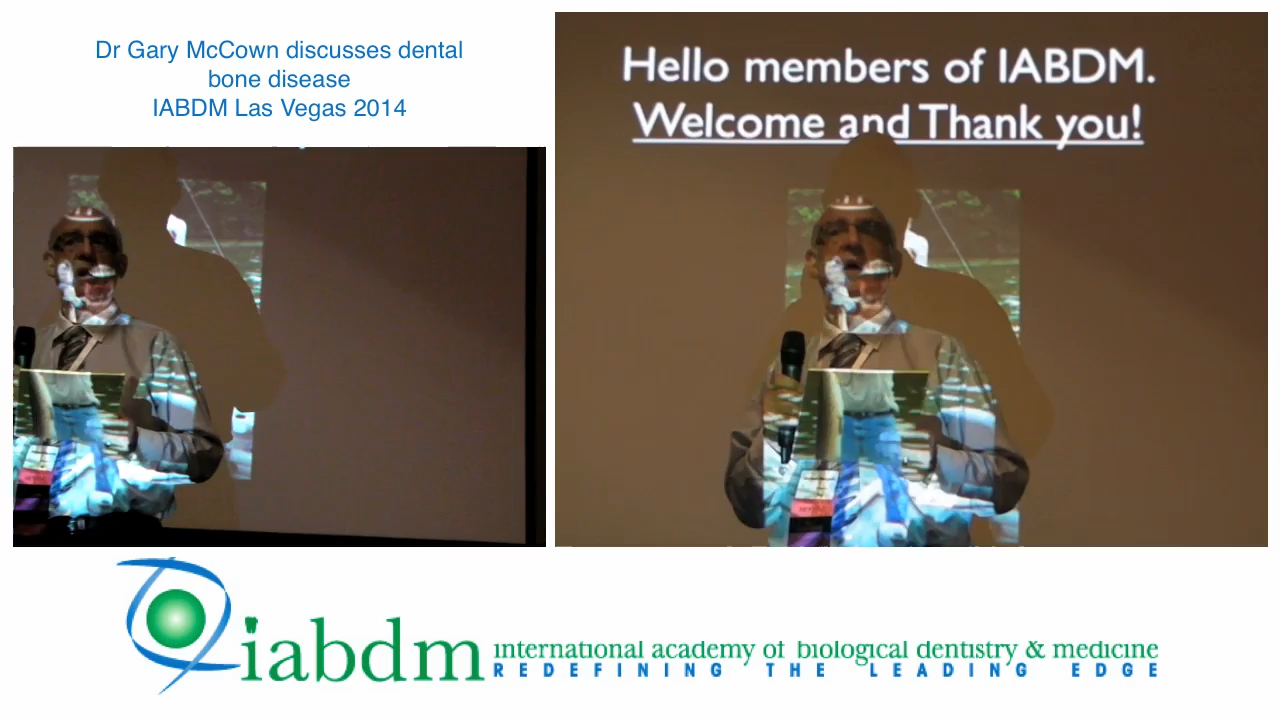 Dr Gary McCown discusses dental
bone disease
IABDM Las Vegas 2014
Hello members of IABDM.
Welcome and Thank you!
iabdm
international academy of biological dentistry & medicine
REDEFINING THE LEADING EDGE